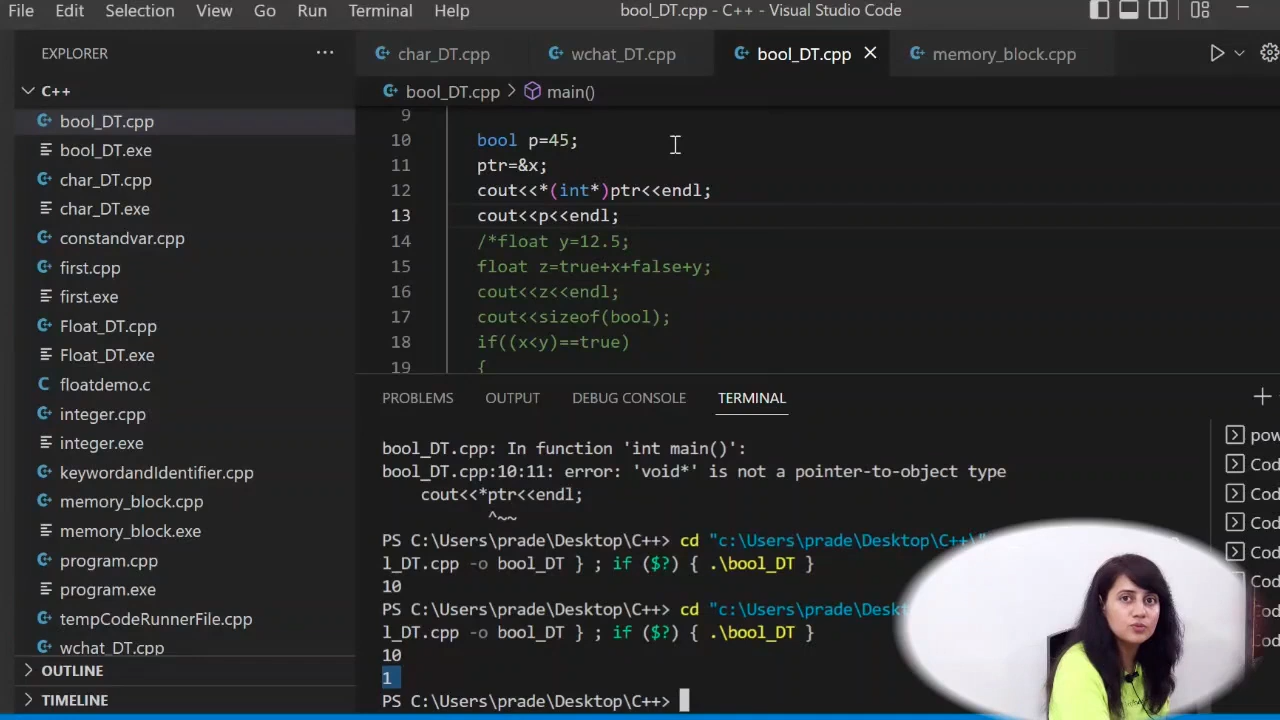 File Edit Selection View Go Run Terminal Help bool_DT.cpp - C++ - Visual Studio Code
EXPLORER ···
char_DT.cpp wchat_DT.cpp bool_DT.cpp memory_block.cpp
C++
bool_DT.cpp > main()
bool_DT.cpp
bool_DT.exe
char_DT.cpp
char_DT.exe
constandvar.cpp
first.cpp
first.exe
Float_DT.cpp
Float_DT.exe
floatdemo.c
integer.cpp
integer.exe
keywordandIdentifier.cpp
memory_block.cpp
memory_block.exe
program.cpp
program.exe
tempCodeRunnerFile.cpp
wchat_DT.cpp
OUTLINE
TIMELINE
9
10 bool p=45;
11 ptr=&x;
12 cout<<*(int*)ptr<<endl;
13 cout<<p<<endl;
14 /*float y=12.5;
15 float z=true+x+false+y;
16 cout<<z<<endl;
17 cout<<sizeof(bool);
18 if((x<y)==true)
19 {
PROBLEMS OUTPUT DEBUG CONSOLE TERMINAL
bool_DT.cpp: In function 'int main()':
bool_DT.cpp:10:11: error: 'void*' is not a pointer-to-object type
cout<<*ptr<<endl;
^~~
PS C:\Users\prade\Desktop\C++> cd "c:\Users\prade\Desktop\C++\"
l_DT.cpp -o bool_DT } ; if ($?) { .\bool_DT }
10
PS C:\Users\prade\Desktop\C++> cd "c:\Users\prade\Deskt
l_DT.cpp -o bool_DT } ; if ($?) { .\bool_DT }
10
1
PS C:\Users\prade\Desktop\C++>
pow
Cod
Cod
Cod
Cod
Cod
Cod
Cod